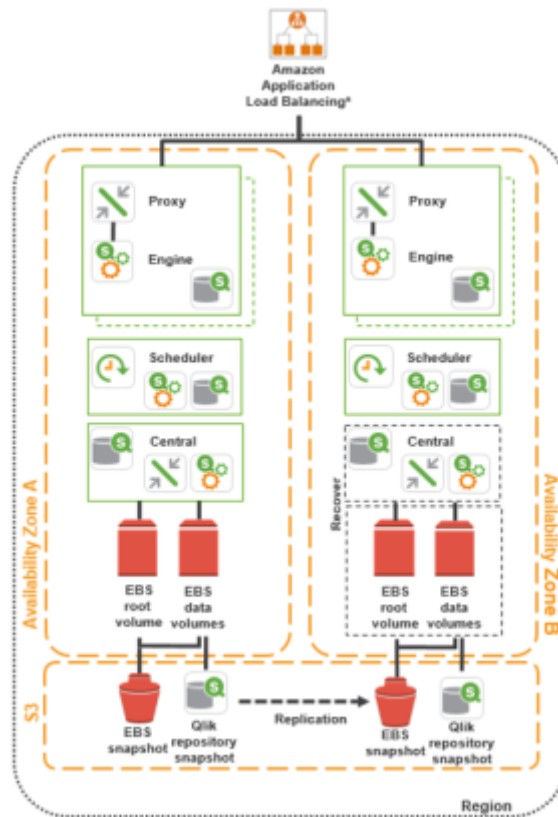 Amazon
Application
Load Balancing*
Proxy
Engine
Scheduler
Central
Availability Zone A
EBS
root
volume
EBS
data
volumes
Proxy
Engine
Scheduler
Central
Recover
Availability Zone B
EBS
root
volume
EBS
data
volumes
S3
EBS
snapshot
Qlik
repository
snapshot
Replication
EBS
snapshot
Qlik
repository
snapshot
Region